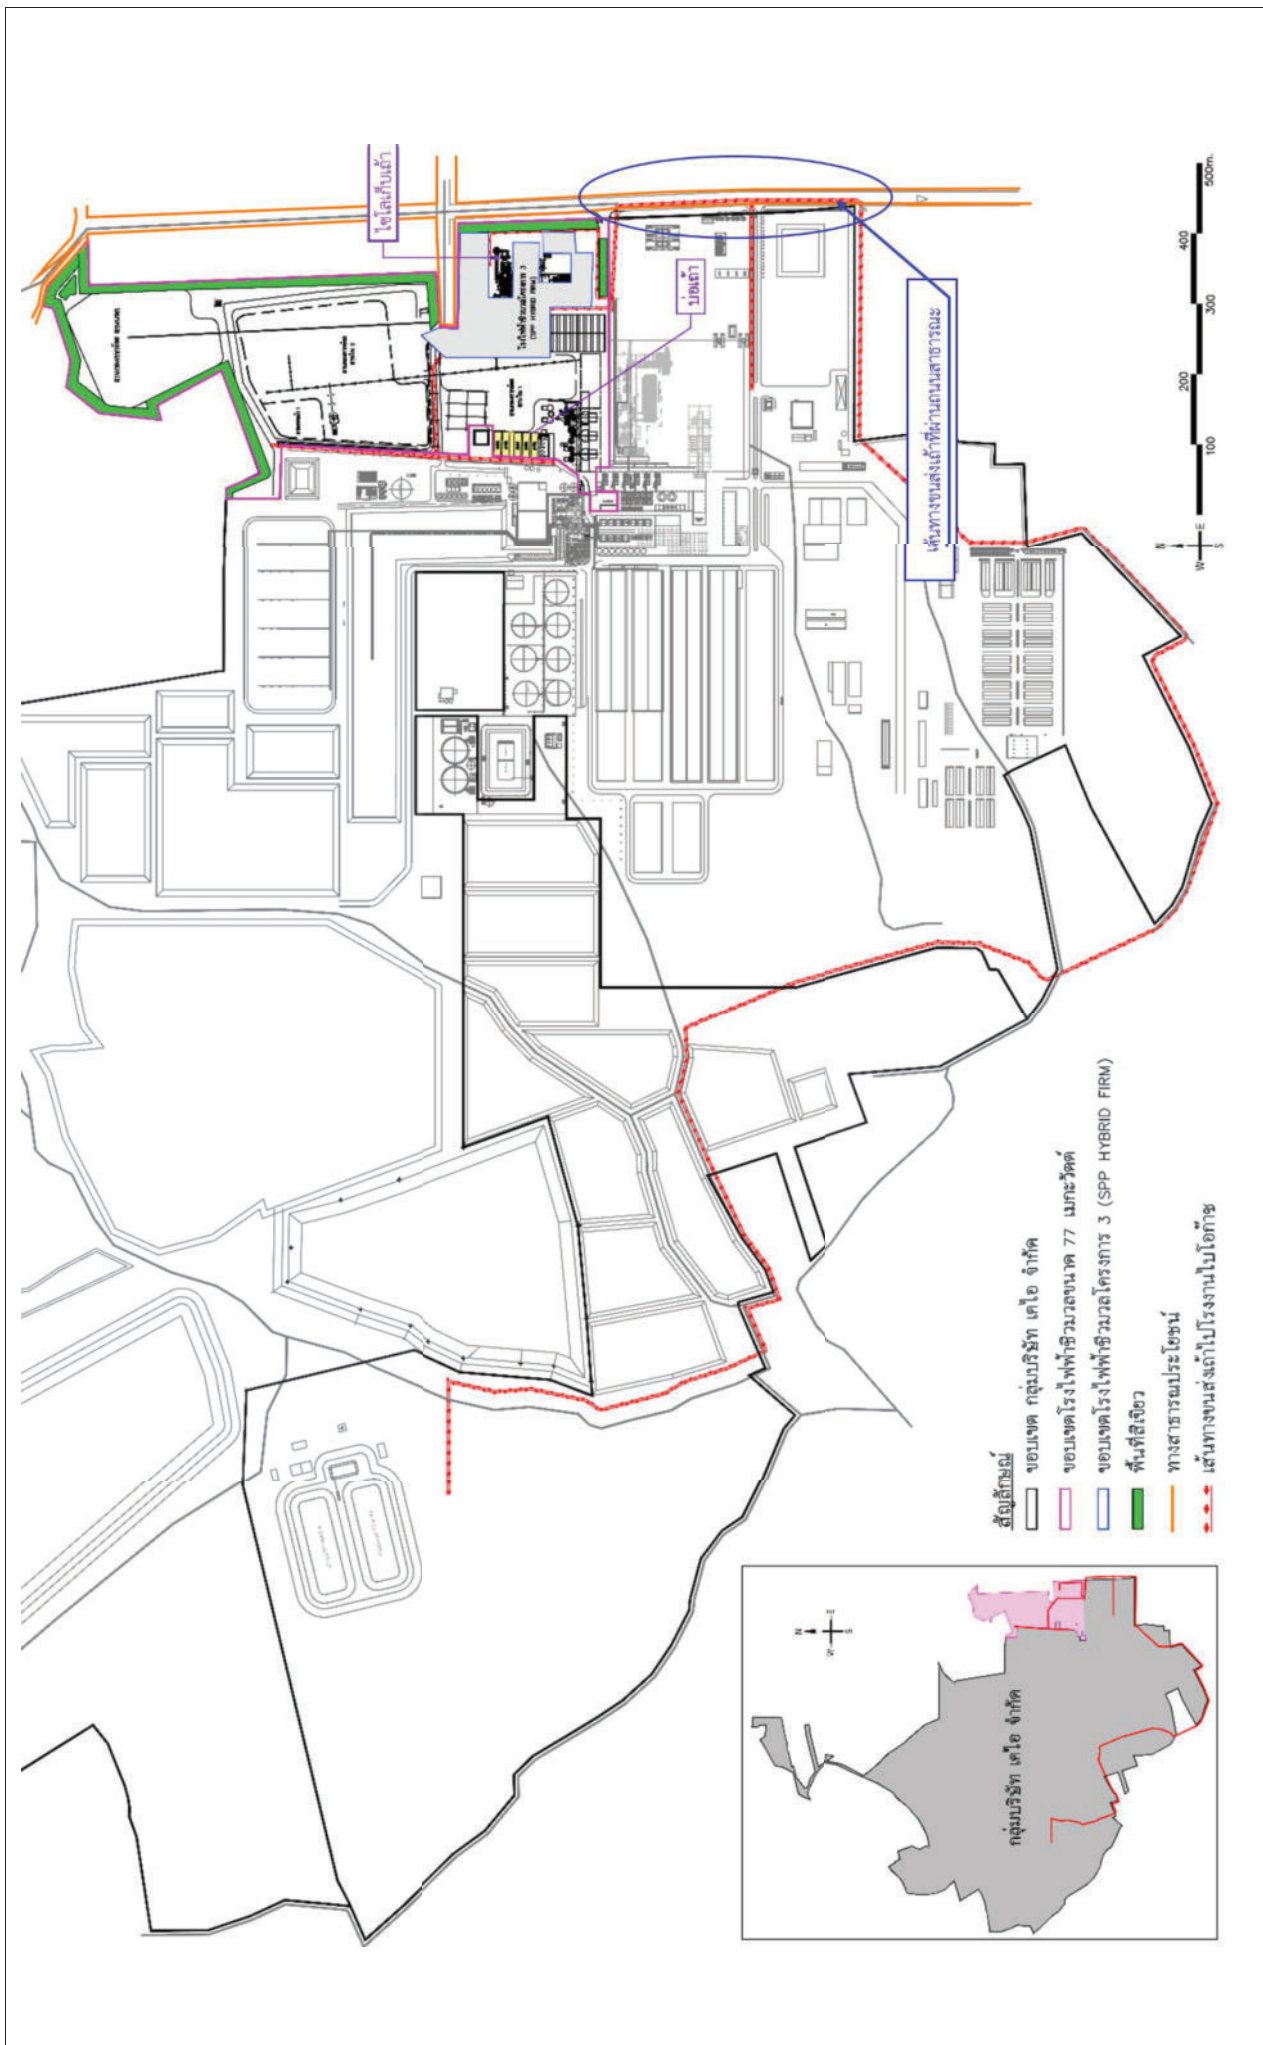 ไซโลเก็บเถ้า
บ่อเถ้า
โรงไฟฟ้าชีวมวลโครงการ 3
(SPP HYBRID FIRM)
เส้นทางขนส่งเถ้าที่ผ่านถนนสาธารณะ
N
W
E
S
100
200
300
400
500m.
สัญลักษณ์
ขอบเขต กลุ่มบริษัท เคไอ จำกัด
ขอบเขตโรงไฟฟ้าชีวมวลขนาด 77 เมกะวัตต์
ขอบเขตโรงไฟฟ้าชีวมวลโครงการ 3 (SPP HYBRID FIRM)
พื้นที่สีเขียว
ทางสาธารณประโยชน์
เส้นทางขนส่งเถ้าไปโรงงานไบโอก๊าซ
N
W
E
S
กลุ่มบริษัท เคไอ จำกัด